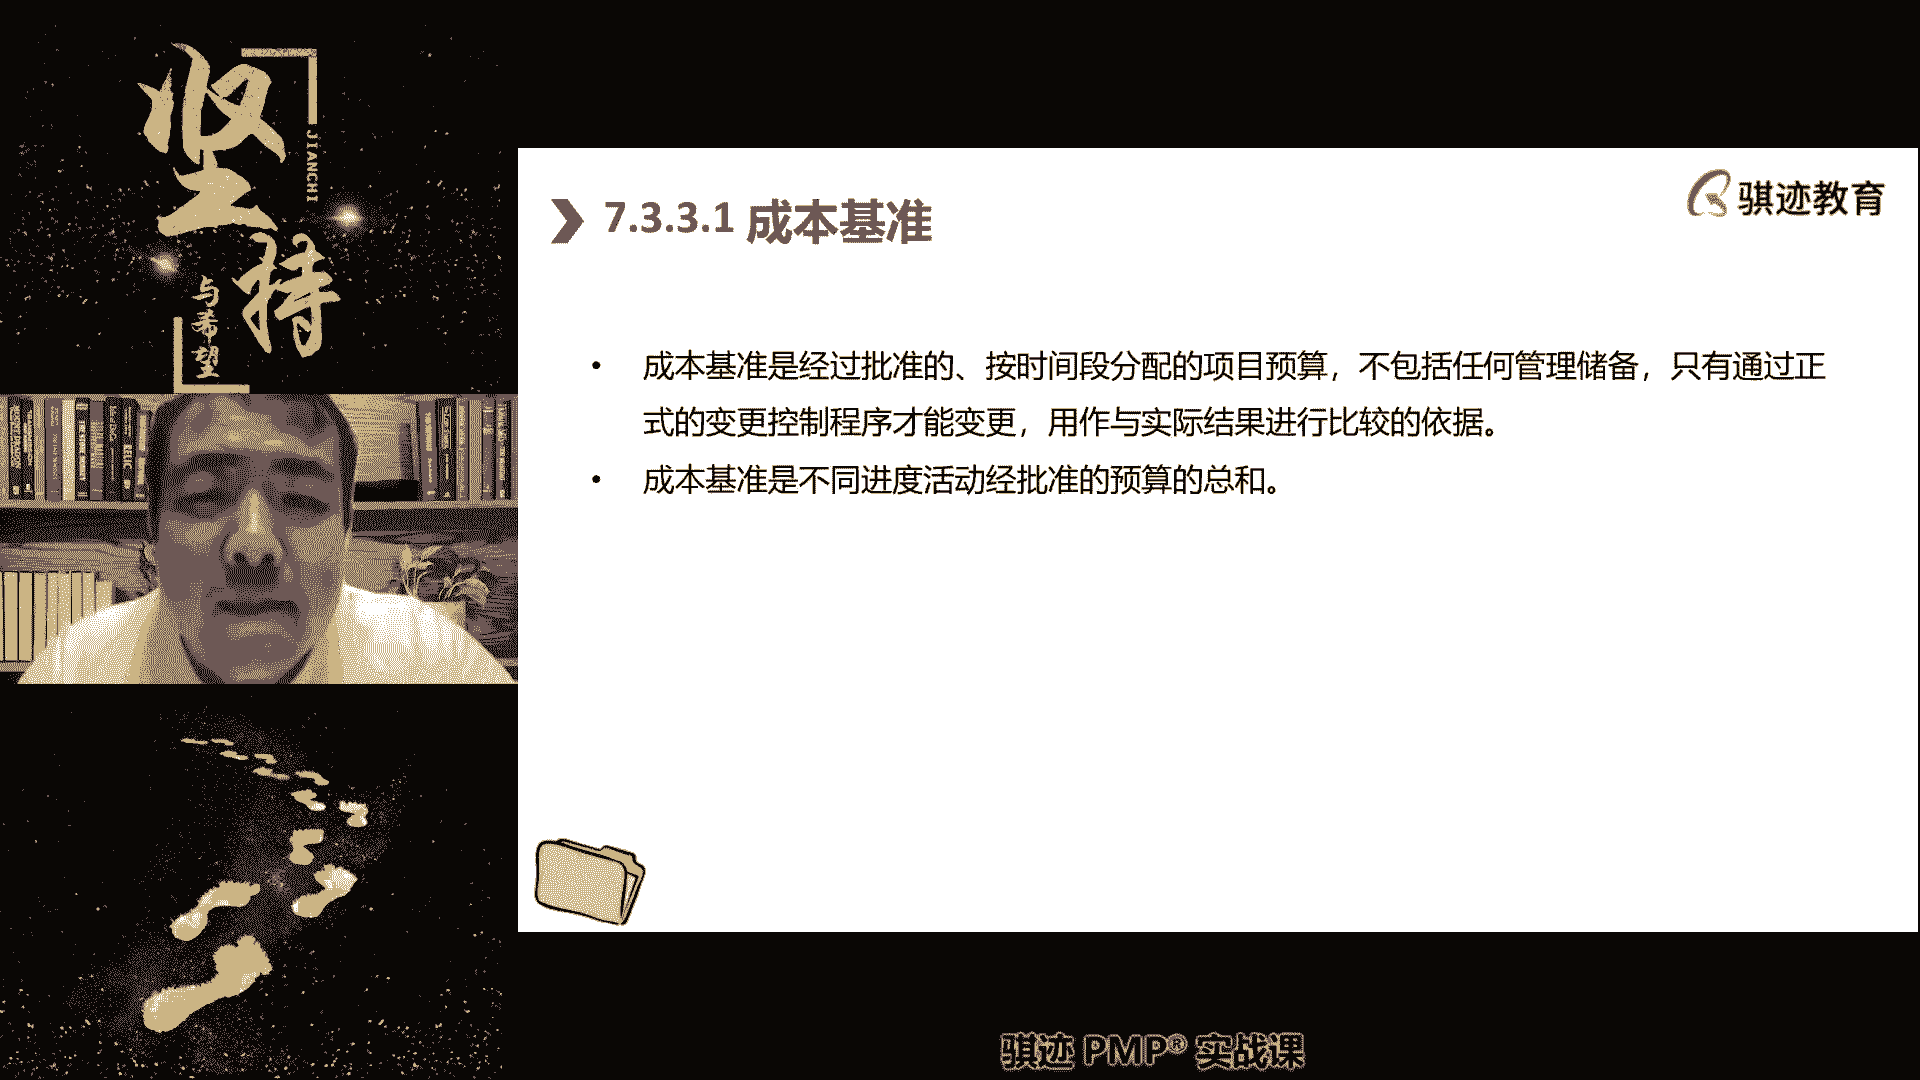 坚持
JIANCHI
与希望
骐迹教育
7.3.3.1 成本基准
• 成本基准是经过批准的、按时间段分配的项目预算，不包括任何管理储备，只有通过正
式的变更控制程序才能变更，用作与实际结果进行比较的依据。
• 成本基准是不同进度活动经批准的预算的总和。
骐迹 PMP® 实战课